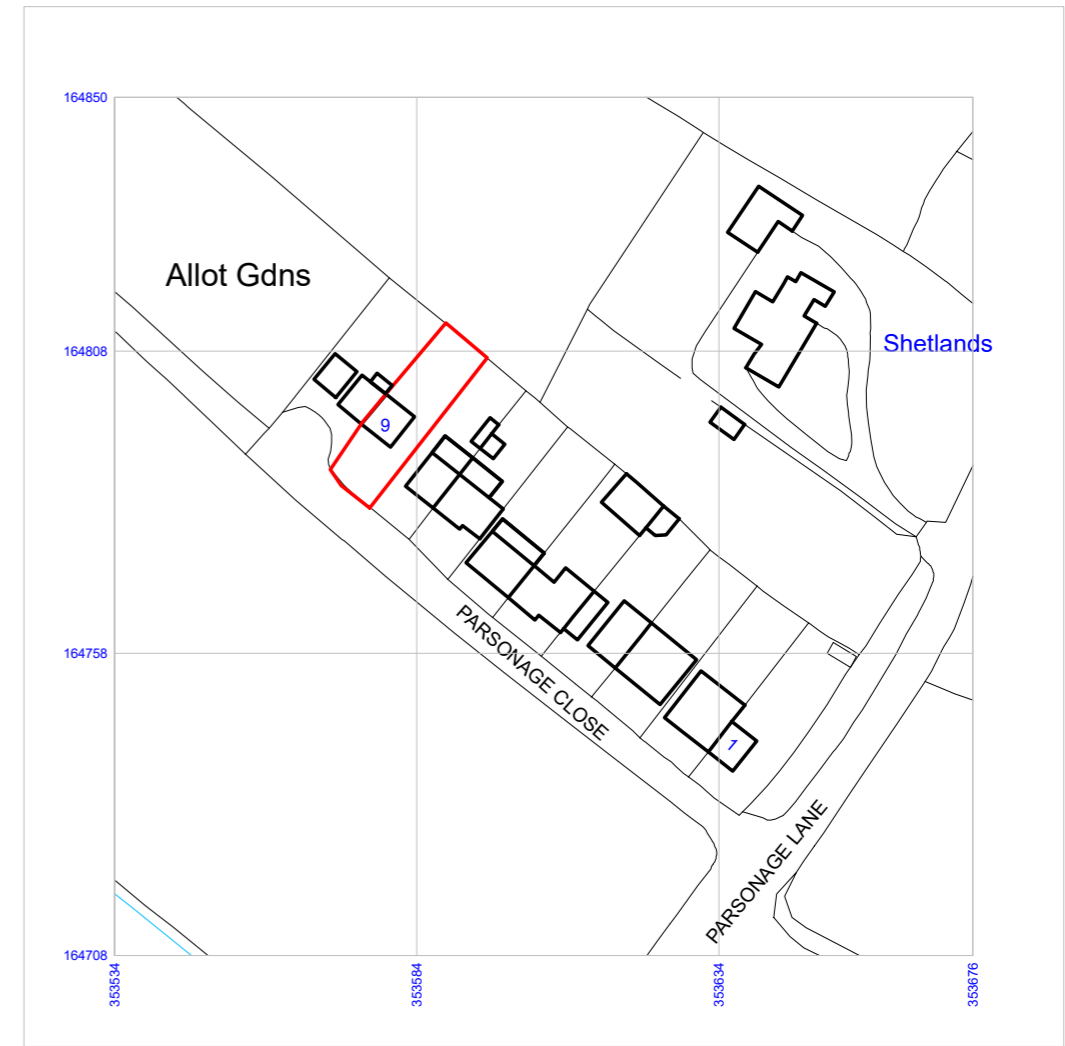 164850
Allot Gdns
Shetlands
164808
9
PARSONAGE CLOSE
164758
1
PARSONAGE LANE
164708
353534
353584
353634
353676